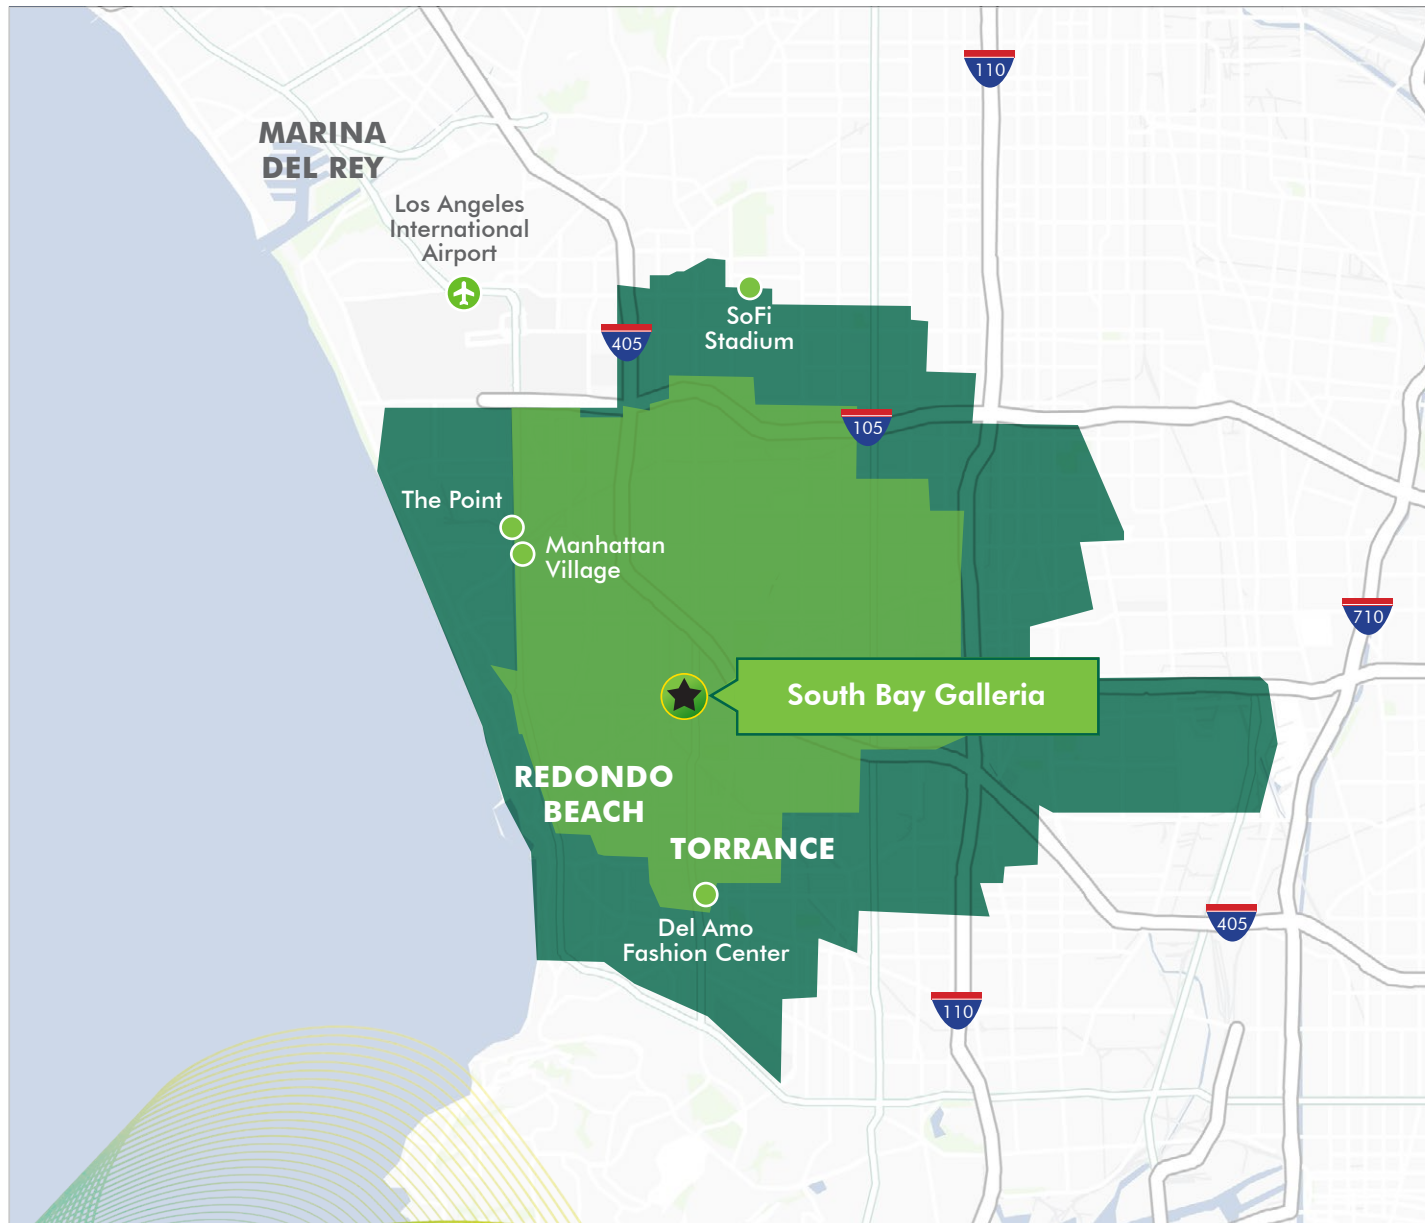 110
MARINA
DEL REY
Los Angeles
International
Airport
SoFi
Stadium
405
105
The Point
Manhattan
Village
710
South Bay Galleria
REDONDO
BEACH
TORRANCE
Del Amo
Fashion Center
405
110